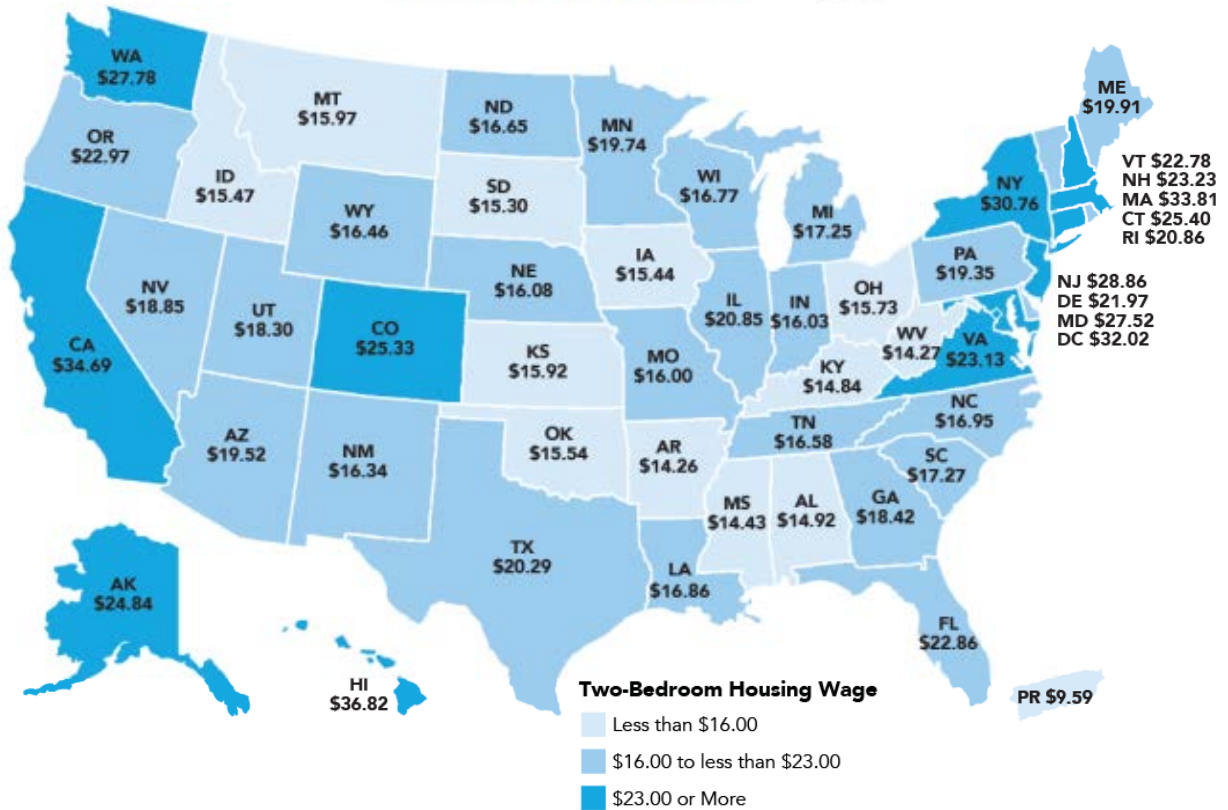 WA
$27.78
MT
$15.97
ND
$16.65
MN
$19.74
ME
$19.91
OR
$22.97
ID
$15.47
SD
$15.30
WI
$16.77
NY
$30.76
VT $22.78
NH $23.23
MA $33.81
CT $25.40
RI $20.86
WY
$16.46
MI
$17.25
IA
$15.44
PA
$19.35
NE
$16.08
NV
$18.85
UT
$18.30
CO
$25.33
IL
$20.85
IN
$16.03
OH
$15.73
NJ $28.86
DE $21.97
MD $27.52
DC $32.02
CA
$34.69
KS
$15.92
MO
$16.00
WV
$14.27
VA
$23.13
KY
$14.84
NC
$16.95
TN
$16.58
AZ
$19.52
NM
$16.34
OK
$15.54
AR
$14.26
SC
$17.27
MS
$14.43
AL
$14.92
GA
$18.42
TX
$20.29
LA
$16.86
AK
$24.84
FL
$22.86
HI
$36.82
PR $9.59
Two-Bedroom Housing Wage
Less than $16.00
$16.00 to less than $23.00
$23.00 or More